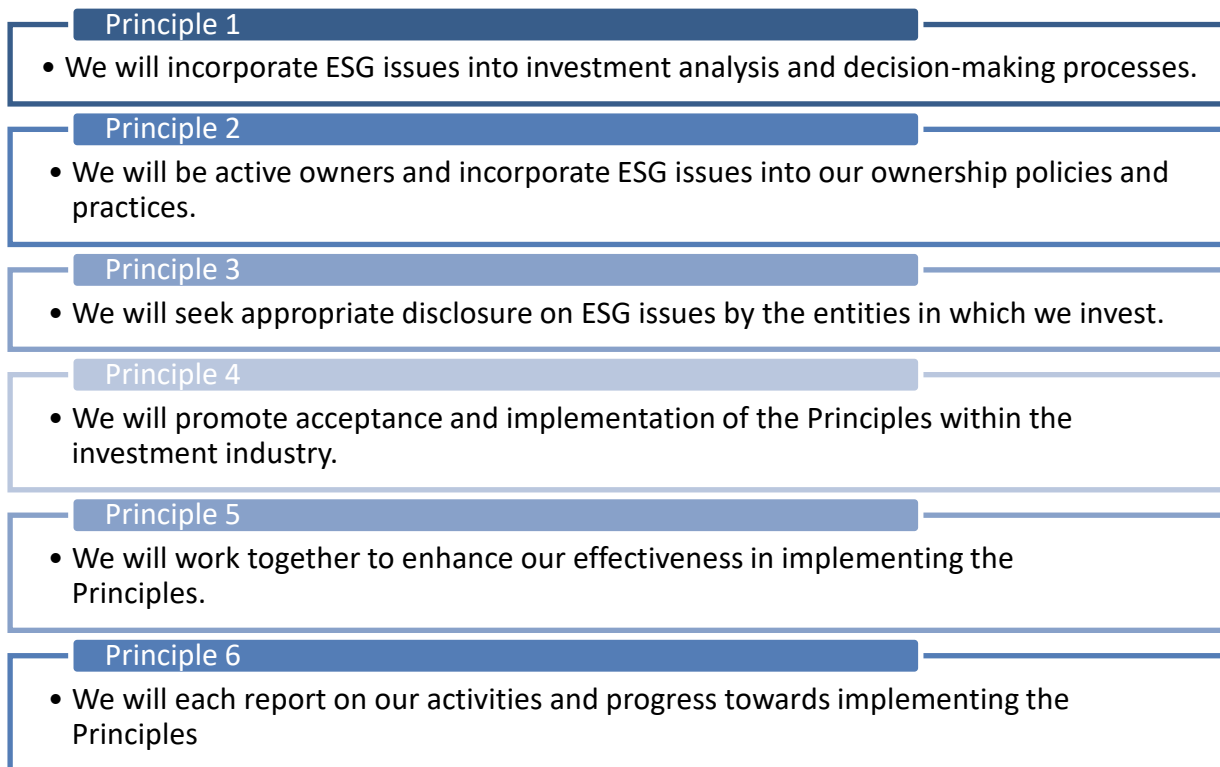 Principle 1
• We will incorporate ESG issues into investment analysis and decision-making processes.
Principle 2
• We will be active owners and incorporate ESG issues into our ownership policies and
practices.
Principle 3
• We will seek appropriate disclosure on ESG issues by the entities in which we invest.
Principle 4
• We will promote acceptance and implementation of the Principles within the
investment industry.
Principle 5
• We will work together to enhance our effectiveness in implementing the
Principles.
Principle 6
• We will each report on our activities and progress towards implementing the
Principles